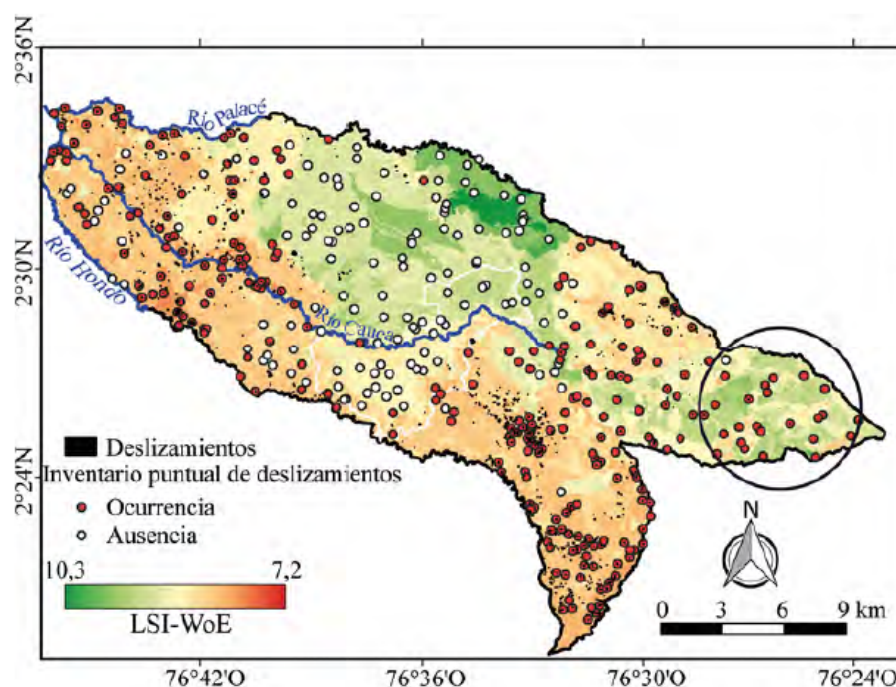 2°36'N
Río Palacé
2°30'N
Río Hondo
Río Cauca
Deslizamientos
Inventario puntual de deslizamientos
2°24'N
Ocurrencia
Ausencia
N
10,3 7,2
LSI-WoE
0 3 6 9 km
76°42'O 76°36'O 76°30'O 76°24'O